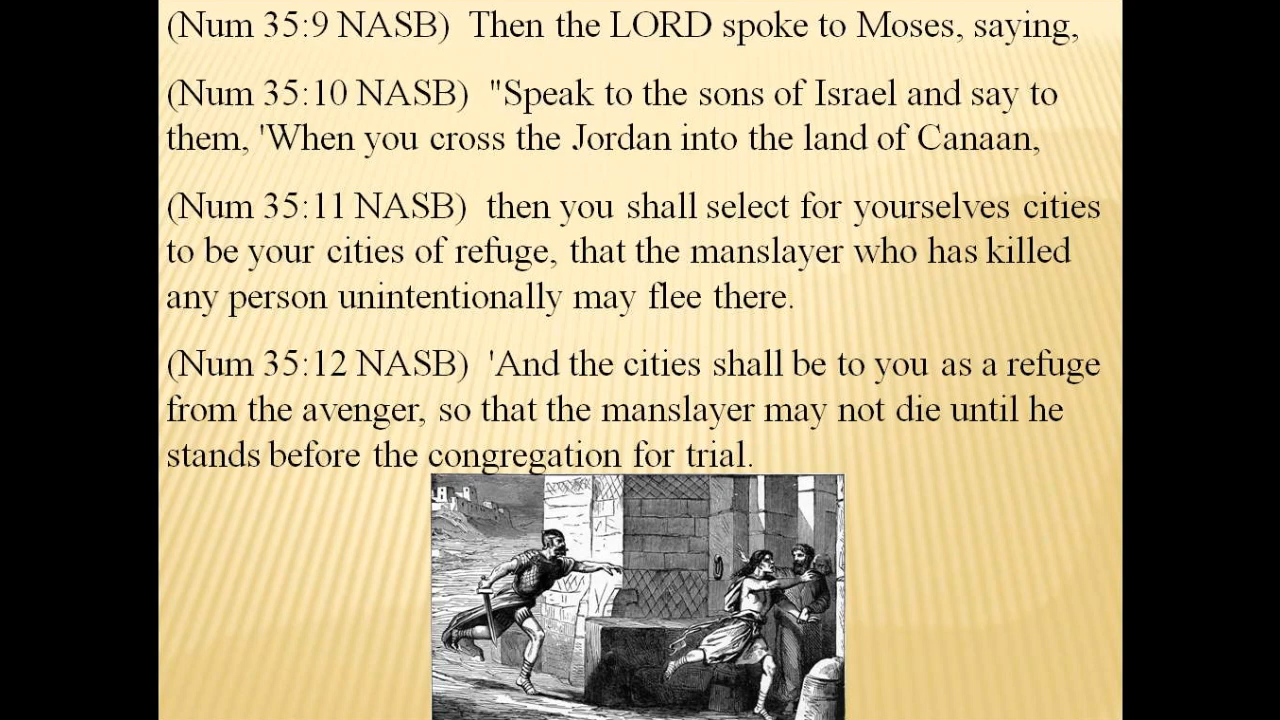 (Num 35:9 NASB)  Then the LORD spoke to Moses, saying,
(Num 35:10 NASB)  "Speak to the sons of Israel and say to
them, 'When you cross the Jordan into the land of Canaan,
(Num 35:11 NASB)  then you shall select for yourselves cities
to be your cities of refuge, that the manslayer who has killed
any person unintentionally may flee there.
(Num 35:12 NASB)  'And the cities shall be to you as a refuge
from the avenger, so that the manslayer may not die until he
stands before the congregation for trial.